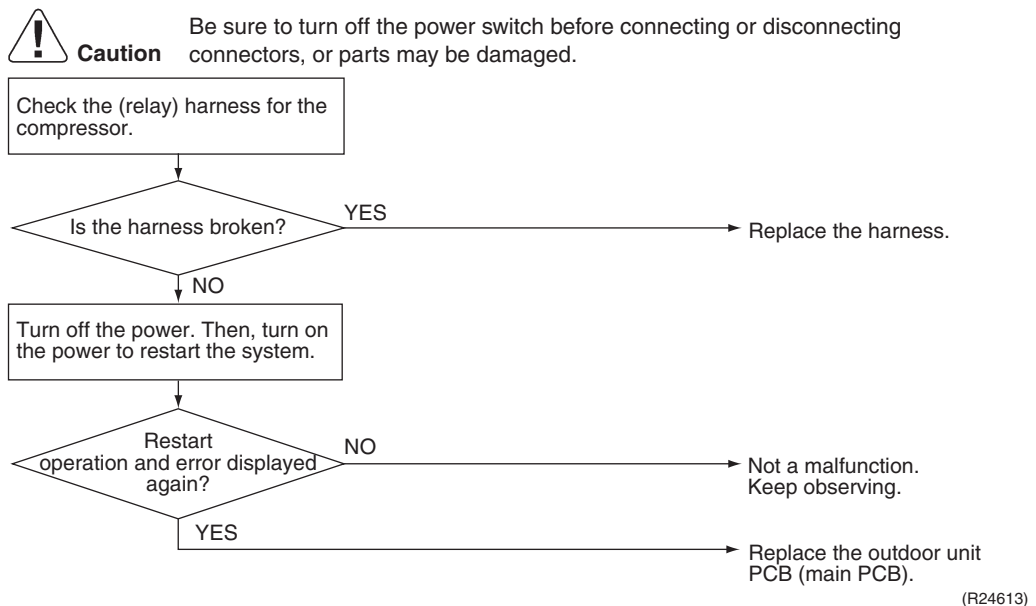 Be sure to turn off the power switch before connecting or disconnecting
Caution connectors, or parts may be damaged.
Check the (relay) harness for the
compressor.
Is the harness broken?
YES
Replace the harness.
NO
Turn off the power. Then, turn on
the power to restart the system.
Restart
operation and error displayed
again?
NO
Not a malfunction.
Keep observing.
YES
Replace the outdoor unit
PCB (main PCB).
(R24613)